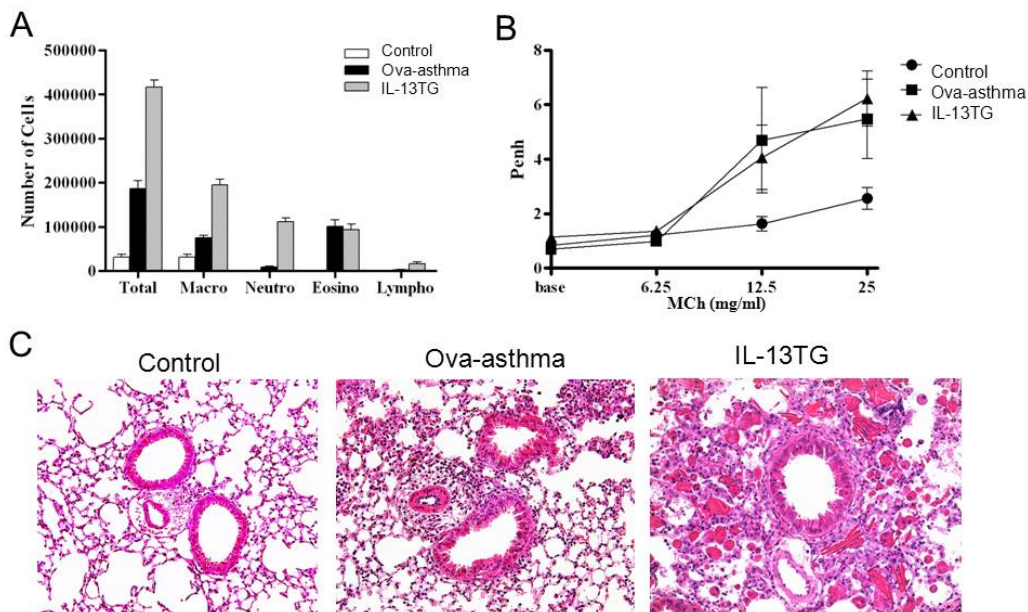 A
500000
400000
300000
200000
100000
0
Number of Cells
Control
Ova-asthma
IL-13TG
Total Macro Neutro Eosino Lympho
B
8
6
4
2
0
Penh
Control
Ova-asthma
IL-13TG
base 6.25 12.5 25
MCh (mg/ml)
C
Control Ova-asthma IL-13TG